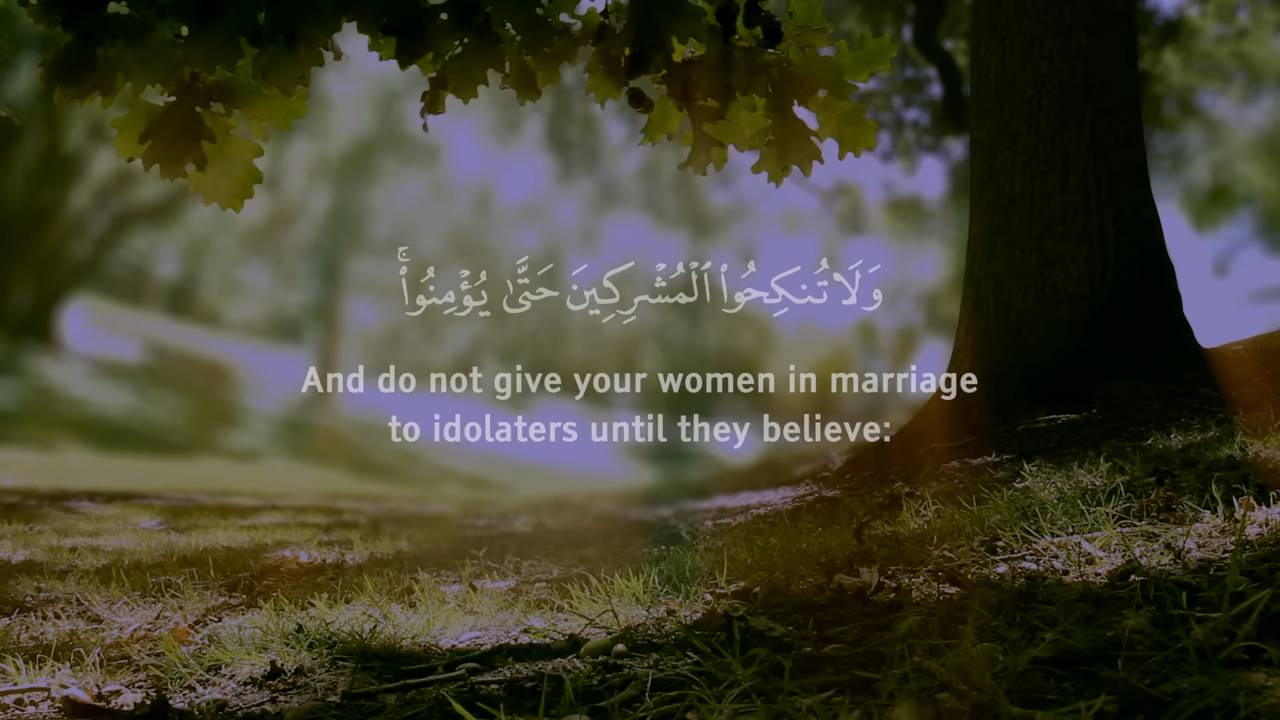 وَلَا تُنكِحُوا۟ ٱلْمُشْرِكِينَ حَتَّىٰ يُؤْمِنُوا۟ ۚ
And do not give your women in marriage
to idolaters until they believe: